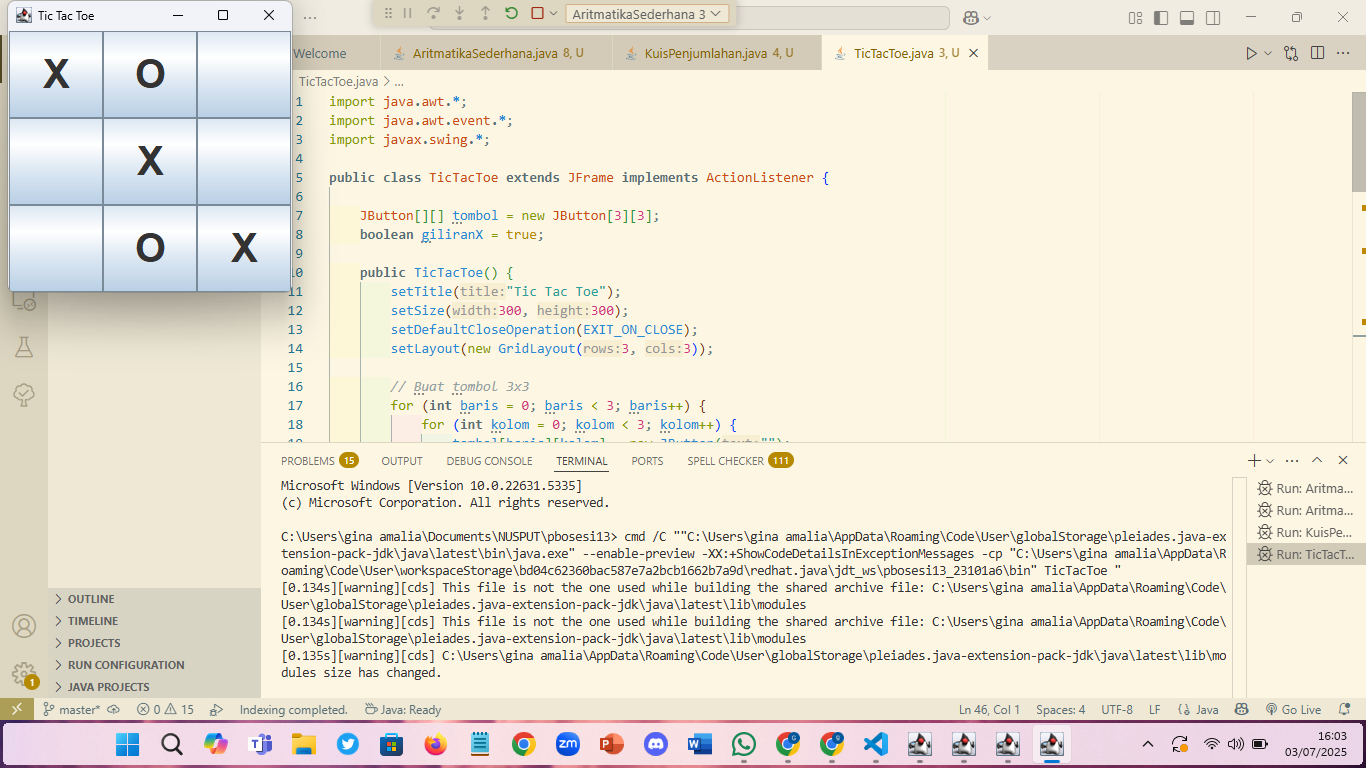 Tic Tac Toe
X O
X
O X
AritmatikaSederhana 3
Welcome
AritmatikaSederhana.java 8, U
KuisPenjumlahan.java 4, U
TicTacToe.java 3, U
TicTacToe.java > ...
1 import java.awt.*;
2 import java.awt.event.*;
3 import javax.swing.*;
4
5 public class TicTacToe extends JFrame implements ActionListener {
6
7 JButton[][] tombol = new JButton[3][3];
8 boolean giliranX = true;
9
10 public TicTacToe() {
11 setTitle(title:"Tic Tac Toe");
12 setSize(width:300, height:300);
13 setDefaultCloseOperation(EXIT_ON_CLOSE);
14 setLayout(new GridLayout(rows:3, cols:3));
15
16 // Buat tombol 3x3
17 for (int baris = 0; baris < 3; baris++) {
18 for (int kolom = 0; kolom < 3; kolom++) {
19 tombol[baris][kolom] = new JButton(text:"");
PROBLEMS 15 OUTPUT DEBUG CONSOLE TERMINAL PORTS SPELL CHECKER 111
Microsoft Windows [Version 10.0.22631.5335]
(c) Microsoft Corporation. All rights reserved.
C:\Users\gina amalia\Documents\NUSPUT\pbosesi13> cmd /C ""C:\Users\gina amalia\AppData\Roaming\Code\User\globalStorage\pleiades.java-ex
tension-pack-jdk\java\latest\bin\java.exe" --enable-preview -XX:+ShowCodeDetailsInExceptionMessages -cp "C:\Users\gina amalia\AppData\R
oaming\Code\User\workspaceStorage\bd04c62360bac587e7a2bcb1662b7a9d\redhat.java\jdt_ws\pbosesi13_23101a6\bin" TicTacToe "
[0.134s][warning][cds] This file is not the one used while building the shared archive file: C:\Users\gina amalia\AppData\Roaming\Code\
User\globalStorage\pleiades.java-extension-pack-jdk\java\latest\lib\modules
[0.134s][warning][cds] This file is not the one used while building the shared archive file: C:\Users\gina amalia\AppData\Roaming\Code\
User\globalStorage\pleiades.java-extension-pack-jdk\java\latest\lib\modules
[0.135s][warning][cds] C:\Users\gina amalia\AppData\Roaming\Code\User\globalStorage\pleiades.java-extension-pack-jdk\java\latest\lib\mo
dules size has changed.
Run: Aritma...
Run: Aritma...
Run: KuisPe...
Run: TicTacT...
OUTLINE
TIMELINE
PROJECTS
RUN CONFIGURATION
JAVA PROJECTS
1
master* 0 15 Indexing completed. Java: Ready Ln 46, Col 1 Spaces: 4 UTF-8 LF Java Go Live
zm
16:03
03/07/2025